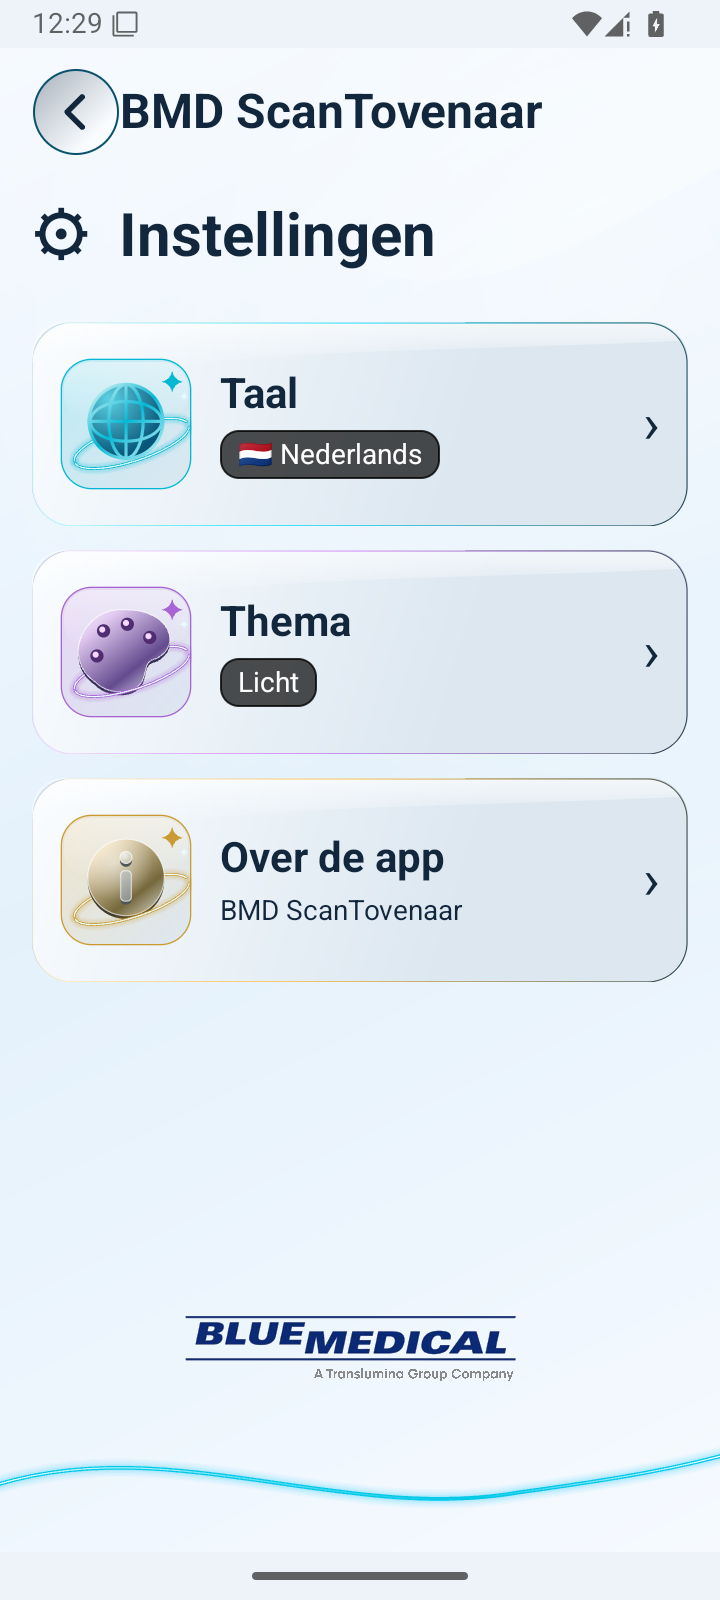 12:29
BMD ScanTovenaar
Instellingen
Taal
Nederlands
Thema
Licht
Over de app
BMD ScanTovenaar
BLUEMEDICAL
A Translumina Group Company